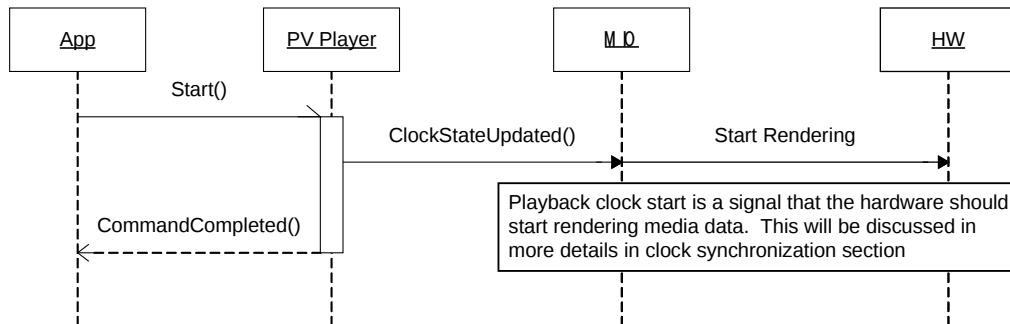 App
PV Player
MIO
HW
Start()
ClockStateUpdated()
Start Rendering
Playback clock start is a signal that the hardware should
start rendering media data.  This will be discussed in
more details in clock synchronization section
CommandCompleted()